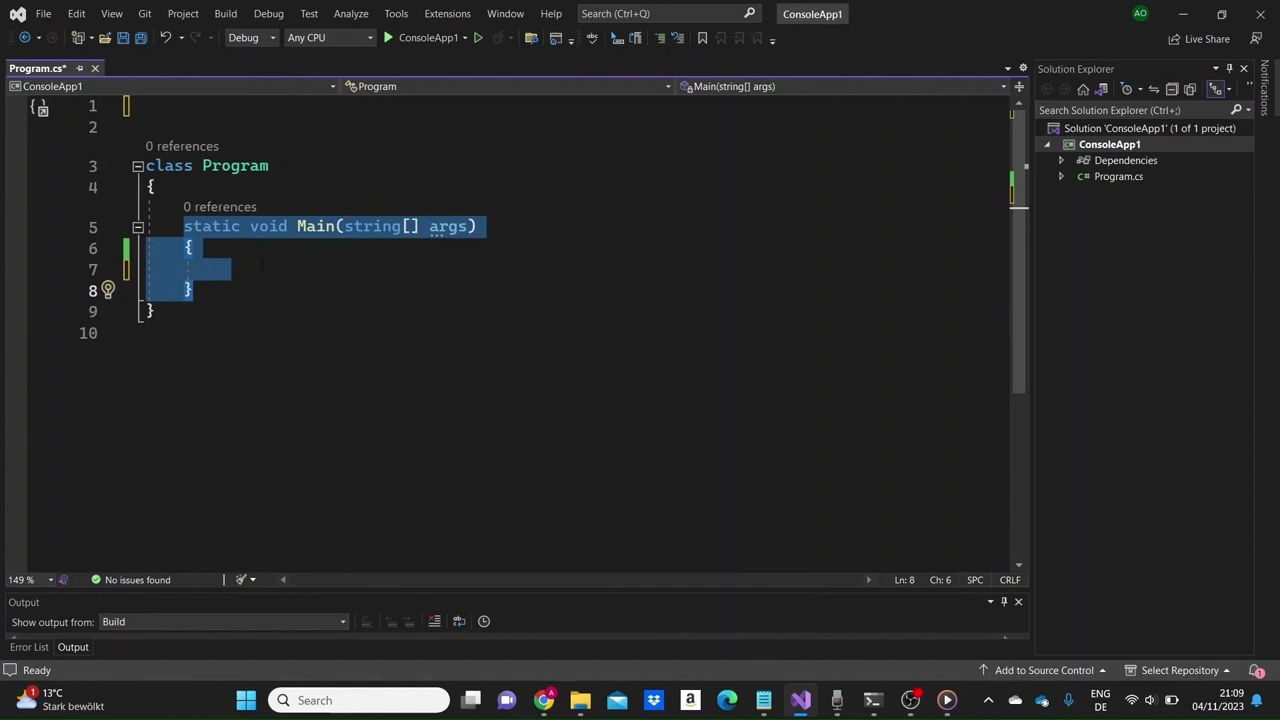 File Edit View Git Project Build Debug Test Analyze Tools Extensions Window Help Search (Ctrl+Q) ConsoleApp1 AO
Debug Any CPU ConsoleApp1 Live Share
Program.cs*
ConsoleApp1 Program Main(string[] args)
1
2
0 references
3 class Program
4 {
0 references
5 static void Main(string[] args)
6 {
7
8 }
9 }
10
149 % No issues found Ln: 8 Ch: 6 SPC CRLF
Output
Show output from: Build
Error List Output
Solution Explorer
Search Solution Explorer (Ctrl+;)
Solution 'ConsoleApp1' (1 of 1 project)
ConsoleApp1
Dependencies
C# Program.cs
Notifications
Ready Add to Source Control Select Repository 1
1 13°C
Stark bewölkt
Search
A
a
ENG
DE
21:09
04/11/2023